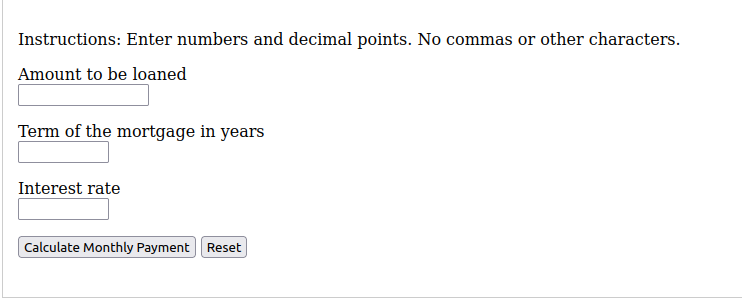 Instructions: Enter numbers and decimal points. No commas or other characters.
Amount to be loaned
Term of the mortgage in years
Interest rate
Calculate Monthly Payment Reset